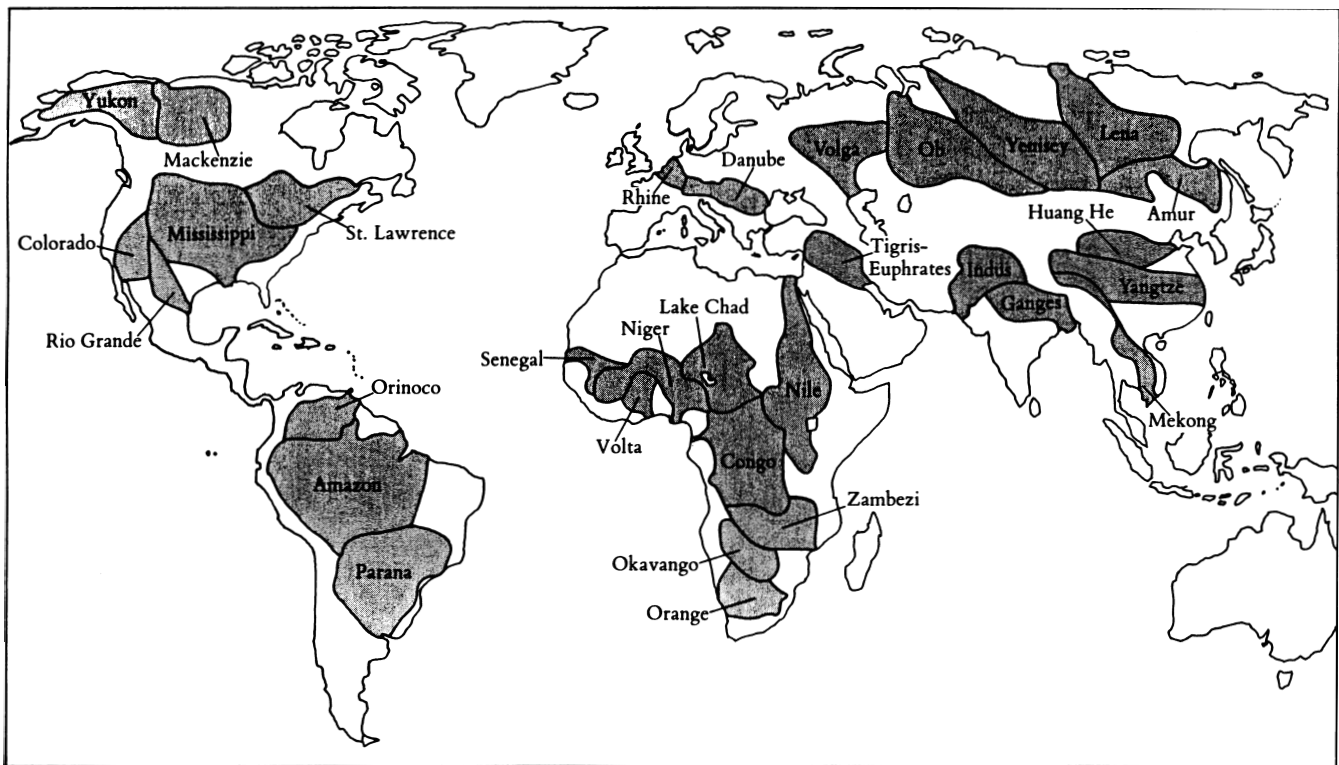 Yukon
Mackenzie
Mississippi
St. Lawrence
Colorado
Rio Grande
Orinoco
Amazon
Parana
Rhine
Danube
Volga
Ob
Yenisey
Lena
Amur
Huang He
Tigris-
Euphrates
Indus
Ganges
Yangtze
Mekong
Lake Chad
Niger
Senegal
Volta
Nile
Congo
Zambezi
Okavango
Orange